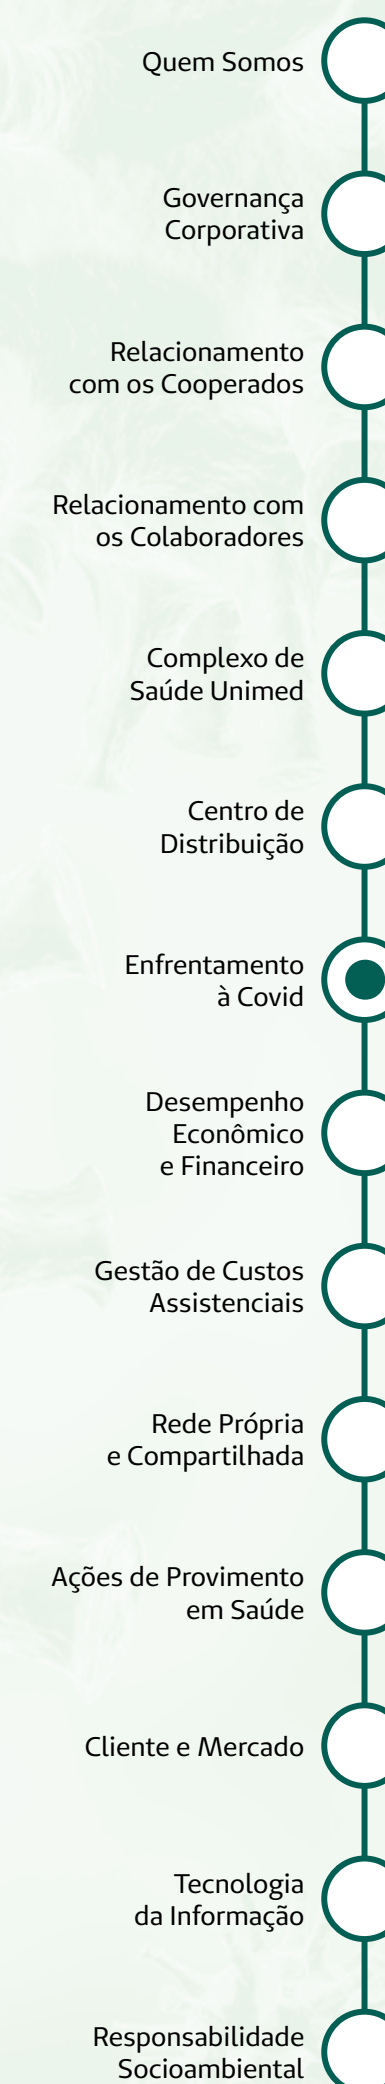 Quem Somos
Governança
Corporativa
Relacionamento
com os Cooperados
Relacionamento com
os Colaboradores
Complexo de
Saúde Unimed
Centro de
Distribuição
Enfrentamento
à Covid
Desempenho
Econômico
e Financeiro
Gestão de Custos
Assistenciais
Rede Própria
e Compartilhada
Ações de Provimento
em Saúde
Cliente e Mercado
Tecnologia
da Informação
Responsabilidade
Socioambiental